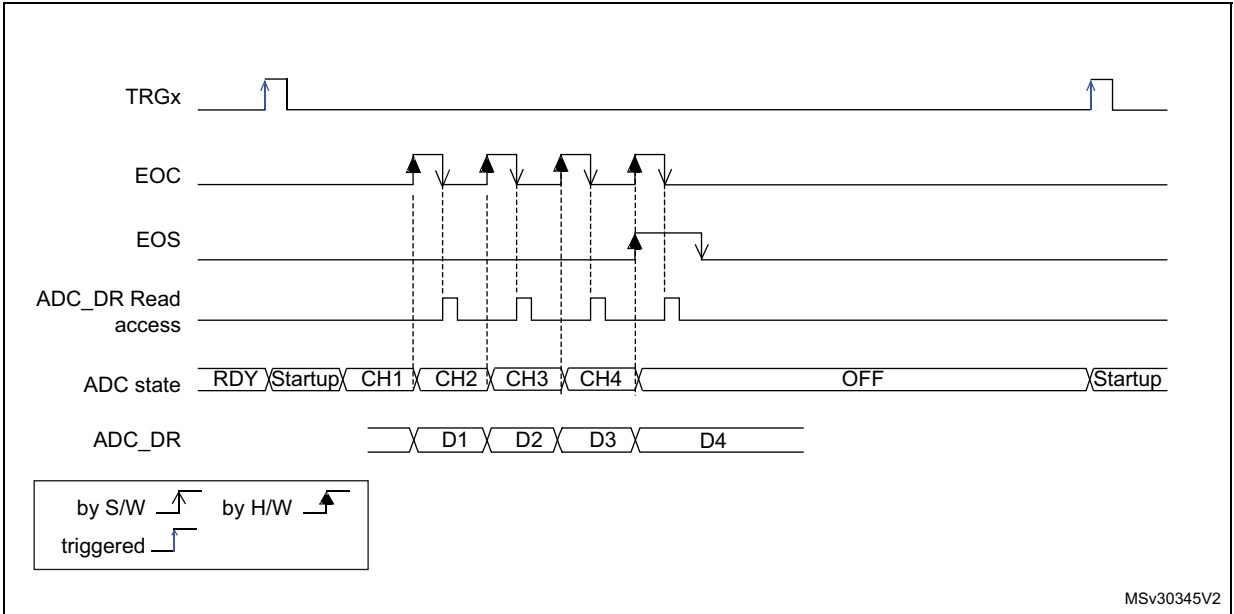 TRGx
EOC
EOS
ADC_DR Read
access
ADC state RDY Startup CH1 CH2 CH3 CH4 OFF Startup
ADC_DR D1 D2 D3 D4
by S/W by H/W
triggered
MSv30345V2